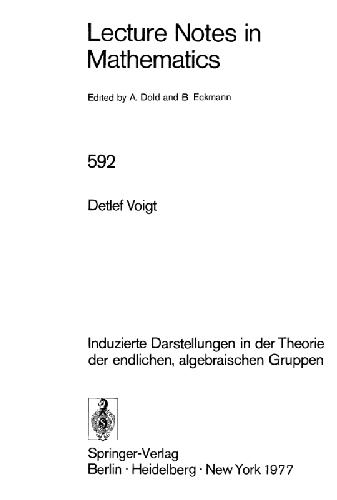 Lecture Notes in
Mathematics
Edited by A. Dold and B. Eckmann
592
Detlef Voigt
Induzierte Darstellungen in der Theorie
der endlichen, algebraischen Gruppen
Springer-Verlag
Berlin · Heidelberg · New York 1977